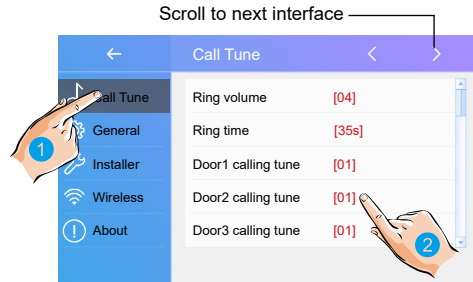 Scroll to next interface
Call Tune
Call Tune
Ring volume [04]
General
Ring time [35s]
Installer
Door1 calling tune [01]
Wireless
Door2 calling tune [01]
About
Door3 calling tune [01]
1
2